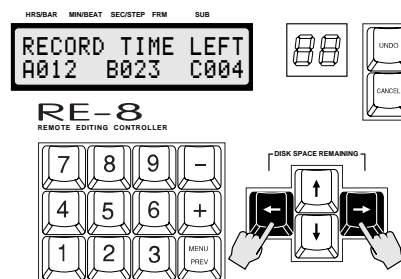 HRS/BAR MIN/BEAT SEC/STEP FRM SUB
RECORD TIME LEFT
A012 B023 C004
88
UNDO
CANCEL
RE-8
REMOTE EDITING CONTROLLER
DISK SPACE REMAINING
7 8 9 –
4 5 6 +
1 2 3 MENU PREV